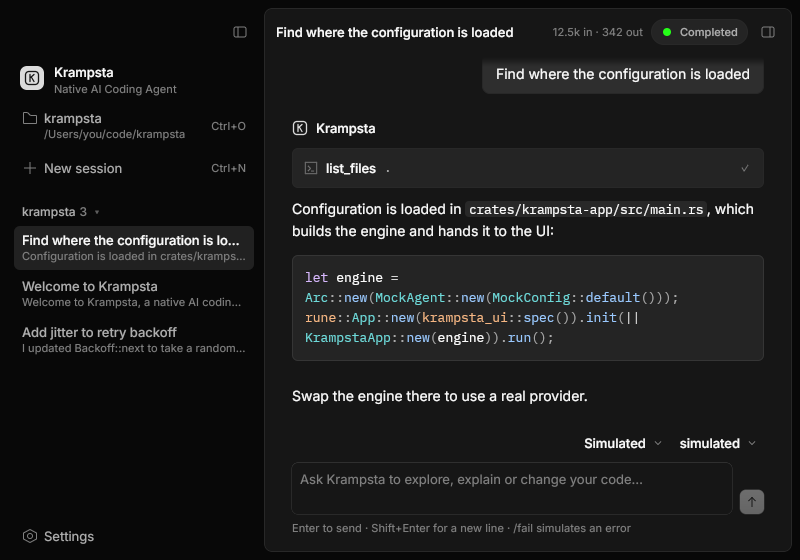 Krampsta
Native AI Coding Agent
krampsta
/Users/you/code/krampsta
Ctrl+O
New session
Ctrl+N
krampsta 3
Find where the configuration is lo...
Configuration is loaded in crates/kramps...
Welcome to Krampsta
Welcome to Krampsta, a native AI codin...
Add jitter to retry backoff
I updated Backoff::next to take a random...
Settings
Find where the configuration is loaded
12.5k in · 342 out
Completed
Find where the configuration is loaded
K Krampsta
list_files .
Configuration is loaded in crates/krampsta-app/src/main.rs, which
builds the engine and hands it to the UI:
let engine =
Arc::new(MockAgent::new(MockConfig::default()));
rune::App::new(krampsta_ui::spec()).init(||
KrampstaApp::new(engine)).run();
Swap the engine there to use a real provider.
Simulated
simulated
Ask Krampsta to explore, explain or change your code...
Enter to send · Shift+Enter for a new line · /fail simulates an error